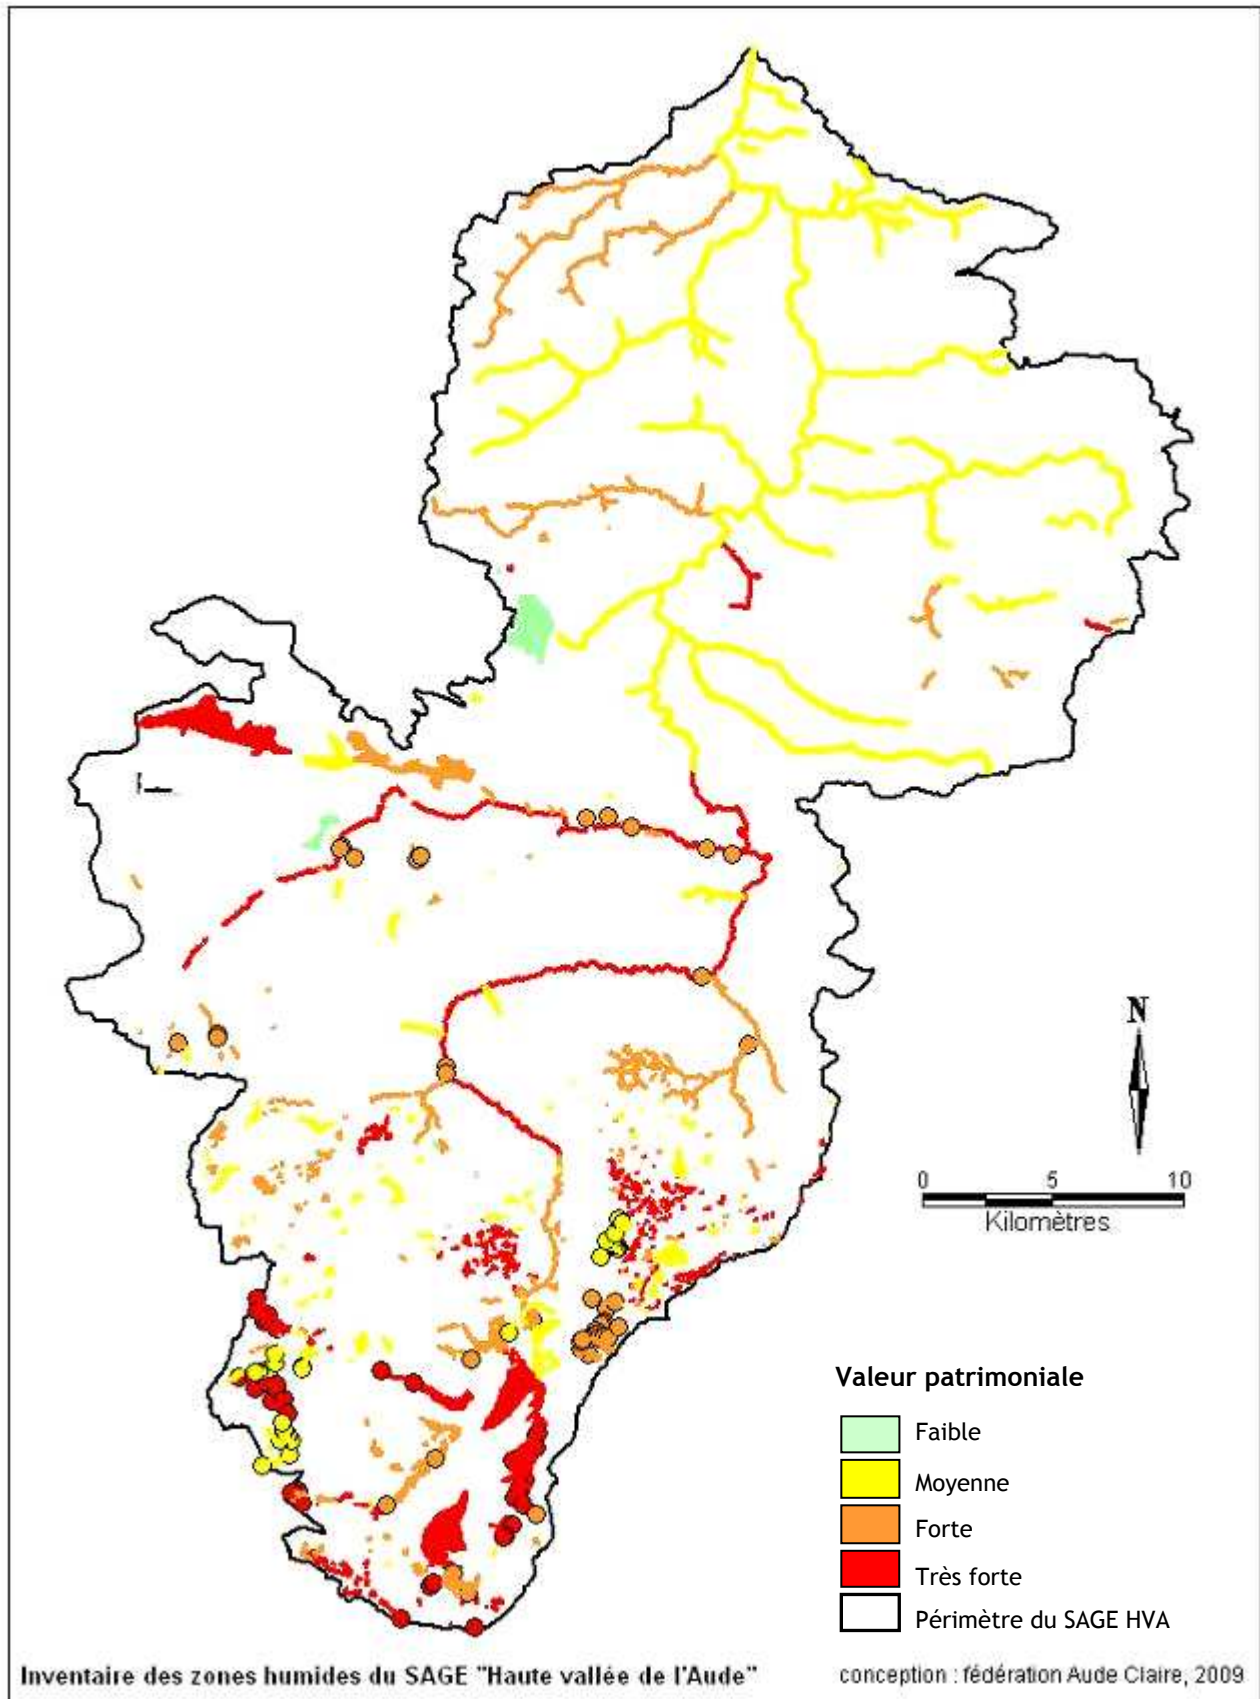 N
0 5 10
Kilomètres
Valeur patrimoniale
Faible
Moyenne
Forte
Très forte
Périmètre du SAGE HVA
Inventaire des zones humides du SAGE "Haute vallée de l'Aude"
conception : fédération Aude Claire, 2009